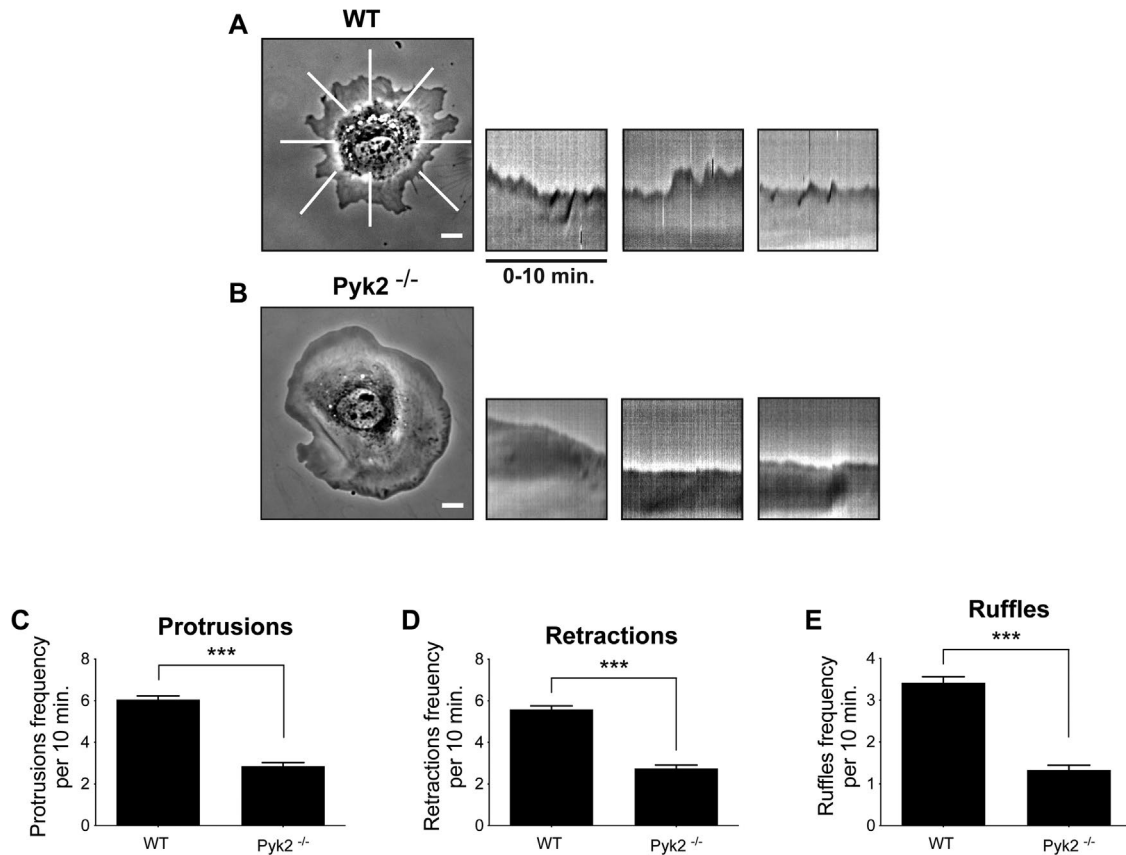 A
WT
0-10 min.
B
Pyk2 -/-
C
Protrusions
***
Protrusions frequency
per 10 min.
8
6
4
2
0
WT
Pyk2 -/-
D
Retractions
***
Retractions freuency
per 10 min.
8
6
4
2
0
WT
Pyk2 -/-
E
Ruffles
***
Ruffles frequency
per 10 min.
4
3
2
1
0
WT
Pyk2 -/-